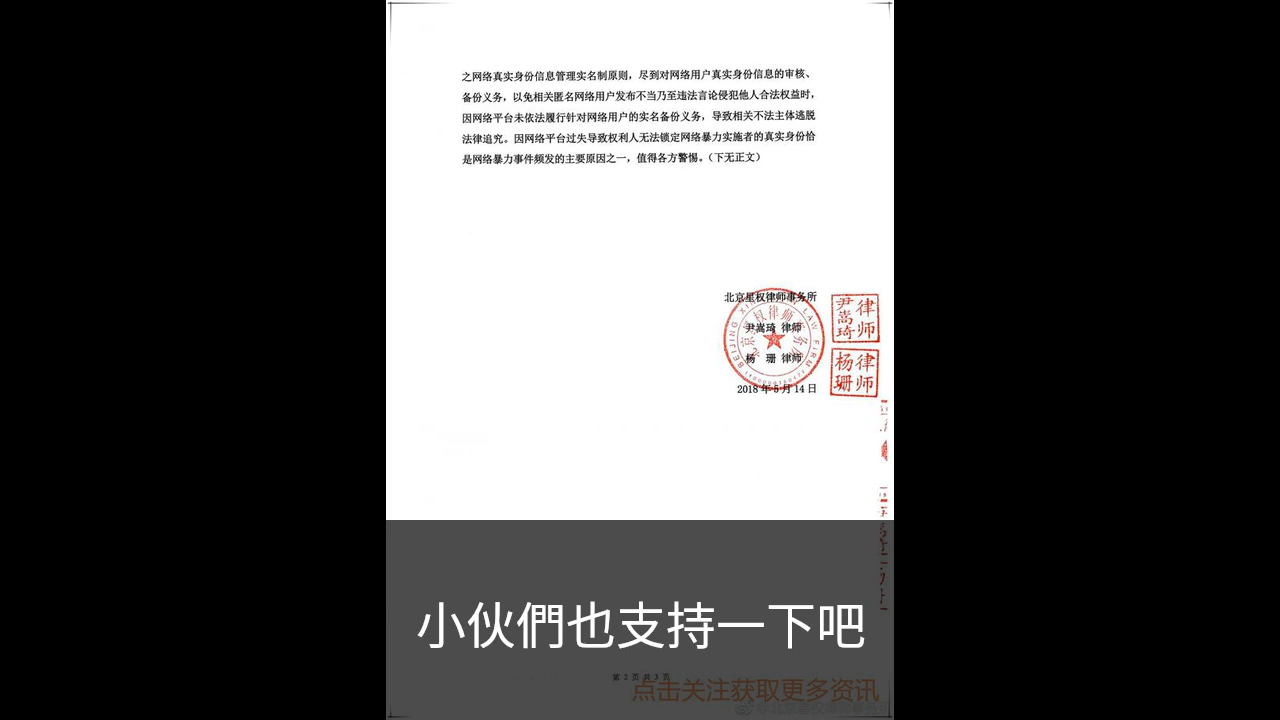 之网络真实身份信息管理实名制原则，尽到对网络用户真实身份信息的审核、
备份义务，以免相关匿名网络用户发布不当乃至违法言论侵犯他人合法权益时，
因网络平台未依法履行针对网络用户的实名备份义务，导致相关不法主体逃脱
法律追究。因网络平台过失导致权利人无法锁定网络暴力实施者的真实身份恰
是网络暴力事件频发的主要原因之一，值得各方警惕。（下无正文）
北京星权律师事务所
尹嵩琦 律师
杨 珊 律师
2018 年 5 月 14 日
律师
尹嵩琦
律师
杨珊
小伙們也支持一下吧
第 2 页 共 3 页
点击关注获取更多资讯